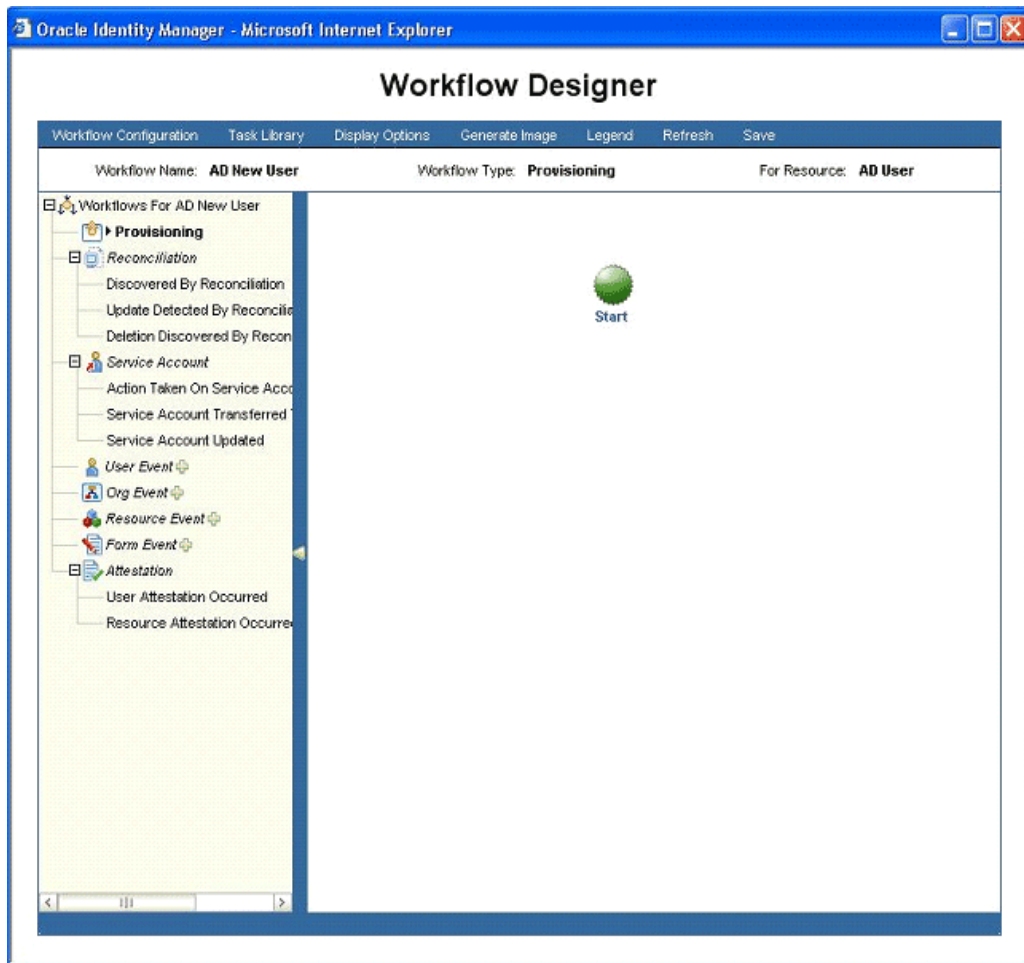 Oracle Identity Manager - Microsoft Internet Explorer
Workflow Designer
Workflow Configuration Task Library Display Options Generate Image Legend Refresh Save
Workflow Name: AD New User Workflow Type: Provisioning For Resource: AD User
Workflows For AD New User
Provisioning
Reconciliation
Discovered By Reconciliation
Update Detected By Reconcilia
Deletion Discovered By Recon
Service Account
Action Taken On Service Acco
Service Account Transferred
Service Account Updated
User Event
Org Event
Resource Event
Form Event
Attestation
User Attestation Occurred
Resource Attestation Occurre
Start